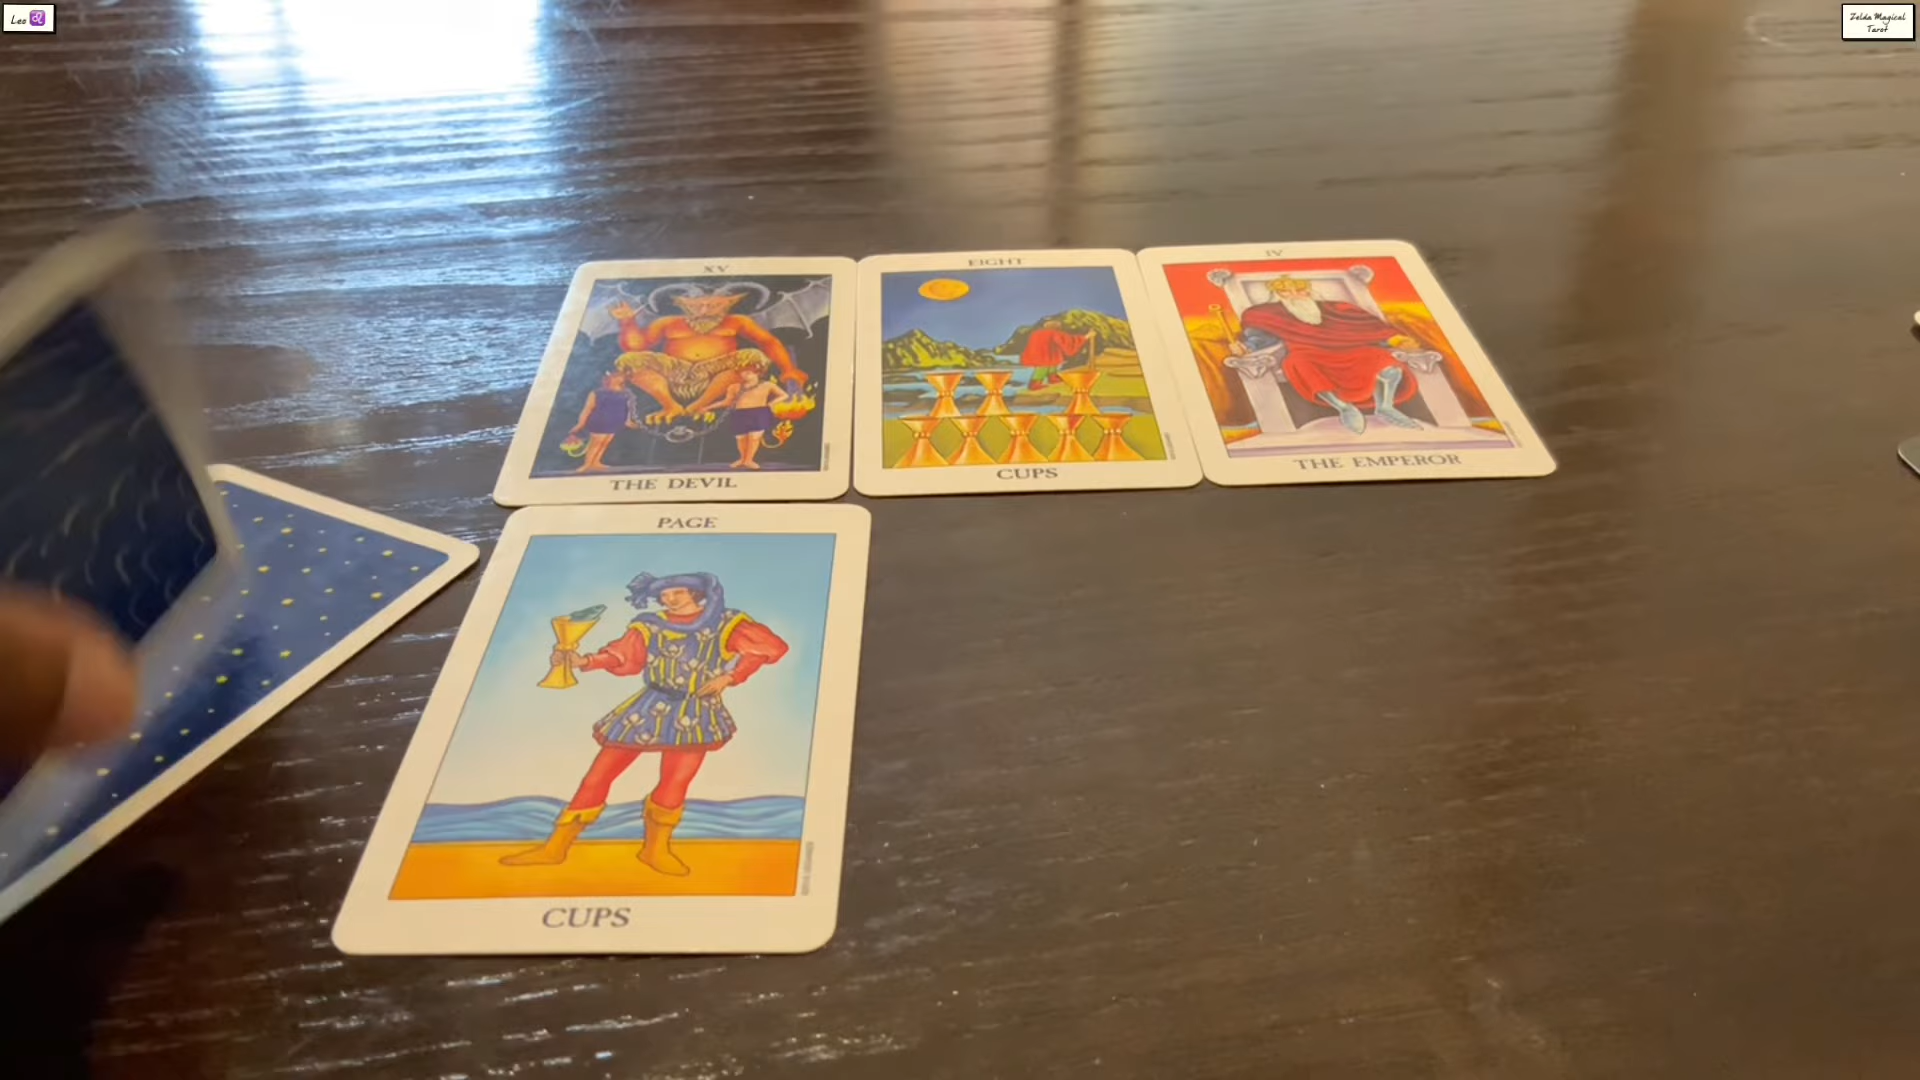 Leo ♌
Zelda Magical
Tarot
XV
THE DEVIL
EIGHT
CUPS
IV
THE EMPEROR
PAGE
CUPS